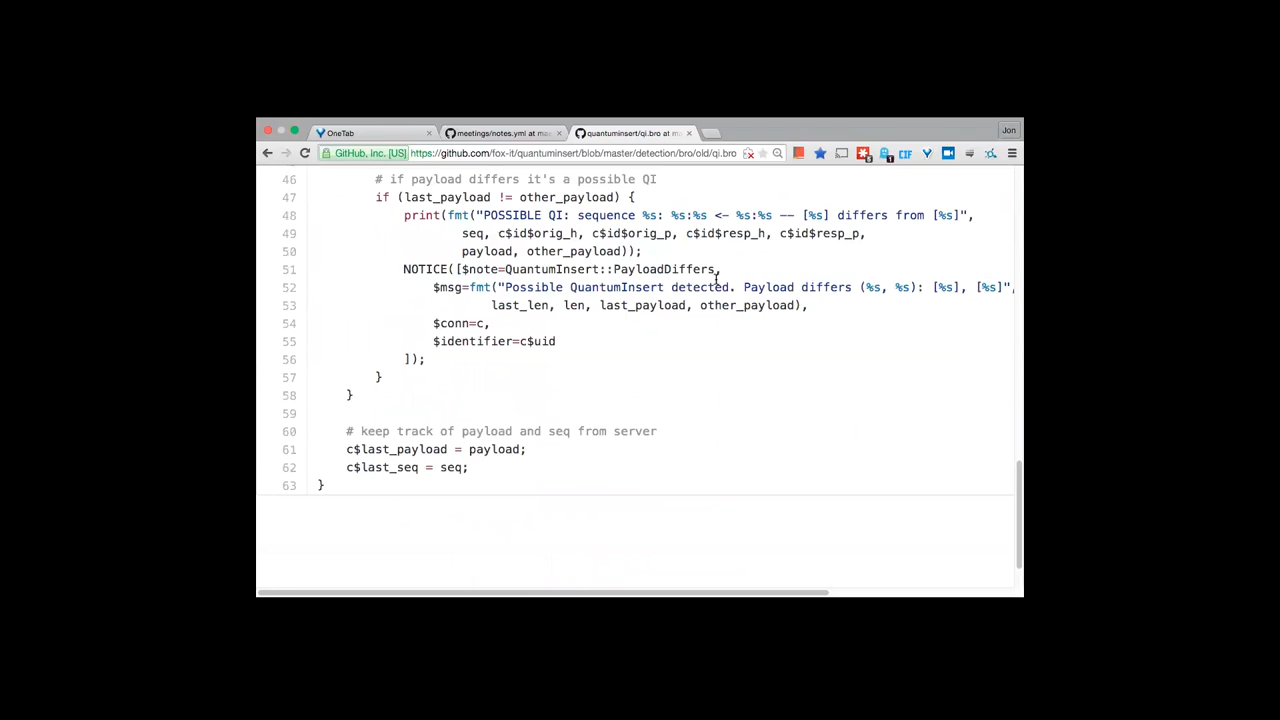 OneTab
meetings/notes.yml at ma
quantuminsert/qi.bro at m
Jon
GitHub, Inc. [US]
https://github.com/fox-it/quantuminsert/blob/master/detection/bro/old/qi.bro
CIF
46 # if payload differs it's a possible QI
47 if (last_payload != other_payload) {
48 print(fmt("POSSIBLE QI: sequence %s: %s:%s <- %s:%s -- [%s] differs from [%s]",
49 seq, c$id$orig_h, c$id$orig_p, c$id$resp_h, c$id$resp_p,
50 payload, other_payload));
51 NOTICE([$note=QuantumInsert::PayloadDiffers,
52 $msg=fmt("Possible QuantumInsert detected. Payload differs (%s, %s): [%s], [%s]",
53 last_len, len, last_payload, other_payload),
54 $conn=c,
55 $identifier=c$uid
56 ]);
57 }
58 }
59
60 # keep track of payload and seq from server
61 c$last_payload = payload;
62 c$last_seq = seq;
63 }